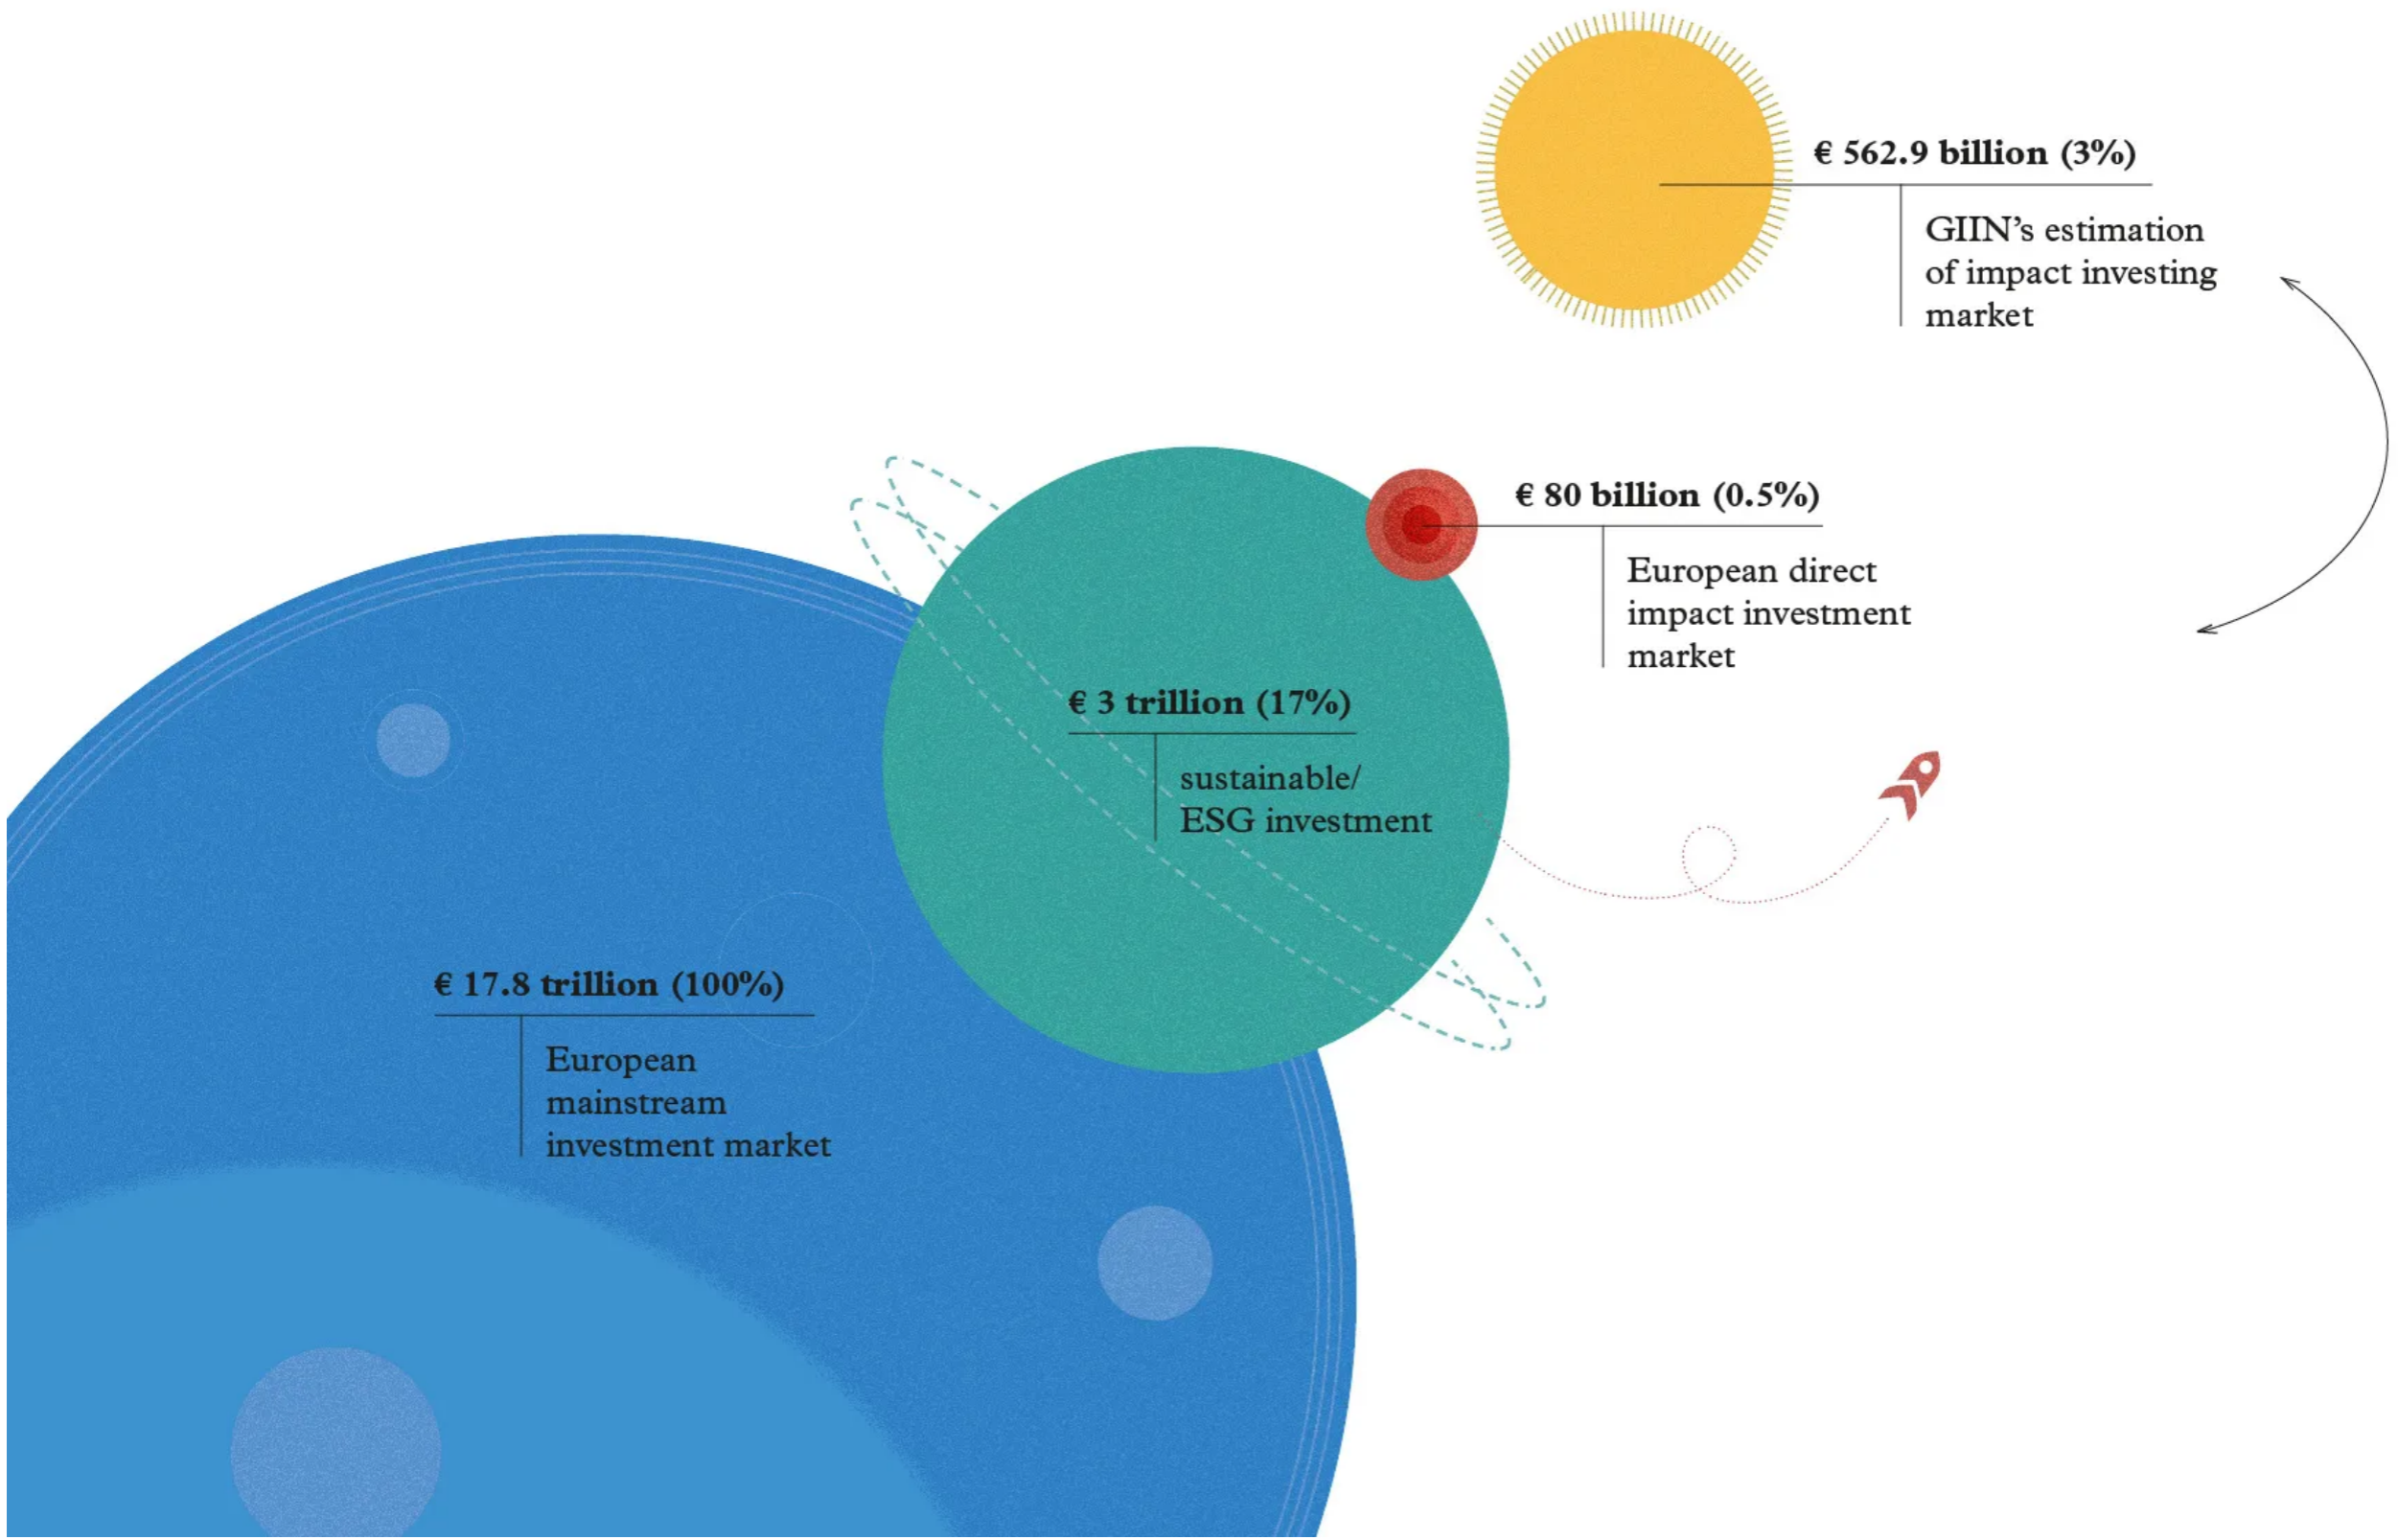 € 562.9 billion (3%)
GIIN’s estimation
of impact investing
market
€ 80 billion (0.5%)
European direct
impact investment
market
€ 3 trillion (17%)
sustainable/
ESG investment
€ 17.8 trillion (100%)
European
mainstream
investment market